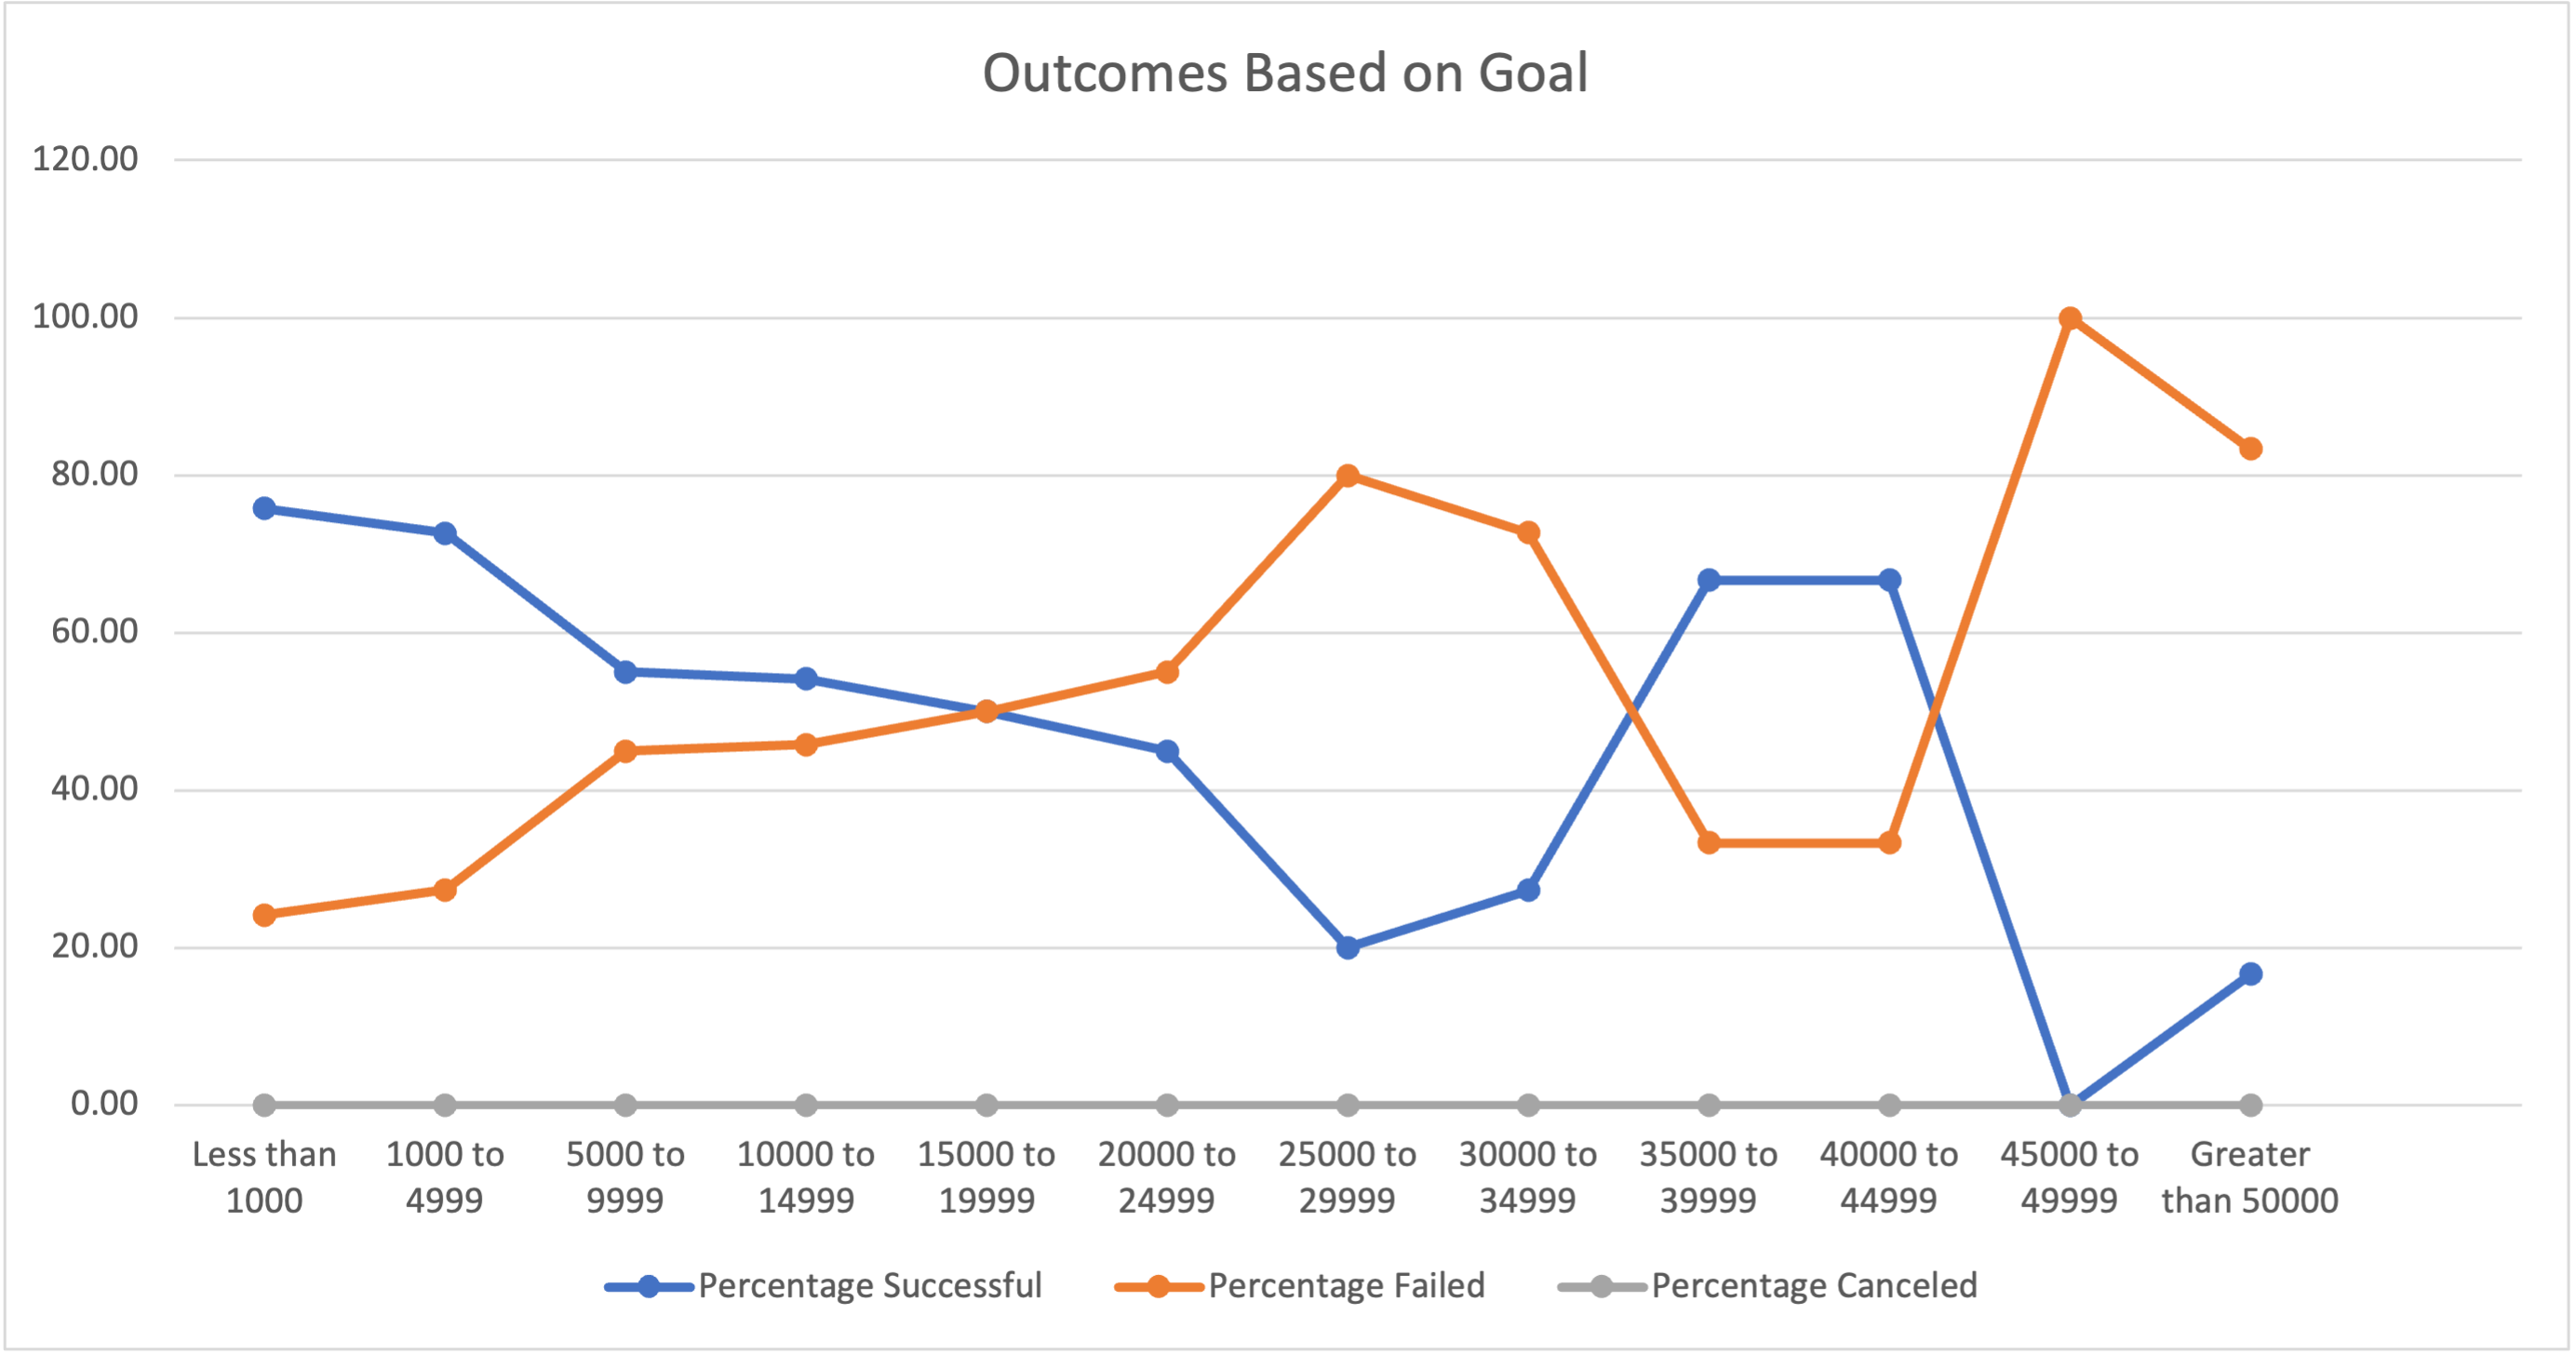 Outcomes Based on Goal
120.00
100.00
80.00
60.00
40.00
20.00
0.00
Less than
1000
1000 to
4999
5000 to
9999
10000 to
14999
15000 to
19999
20000 to
24999
25000 to
29999
30000 to
34999
35000 to
39999
40000 to
44999
45000 to
49999
Greater
than 50000
Percentage Successful
Percentage Failed
Percentage Canceled